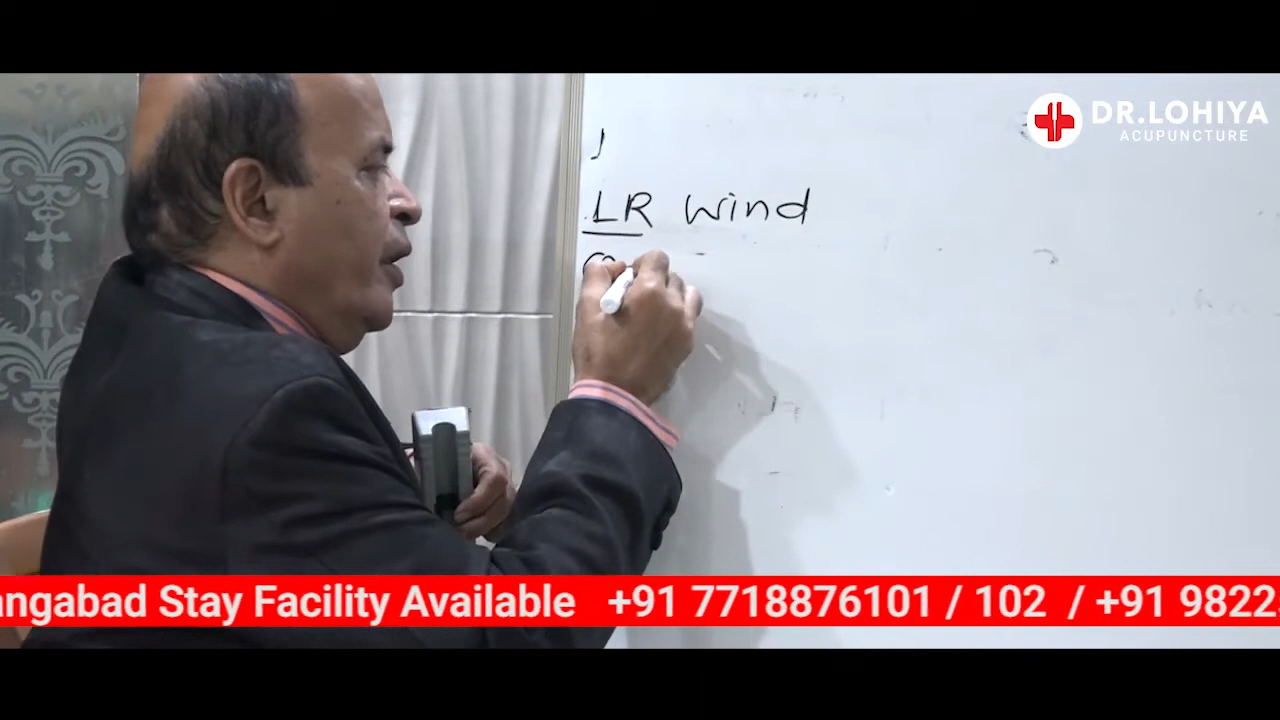 DR.LOHIYA
ACUPUNCTURE
LR Wind
angabad Stay Facility Available +91 7718876101 / 102 / +91 9822